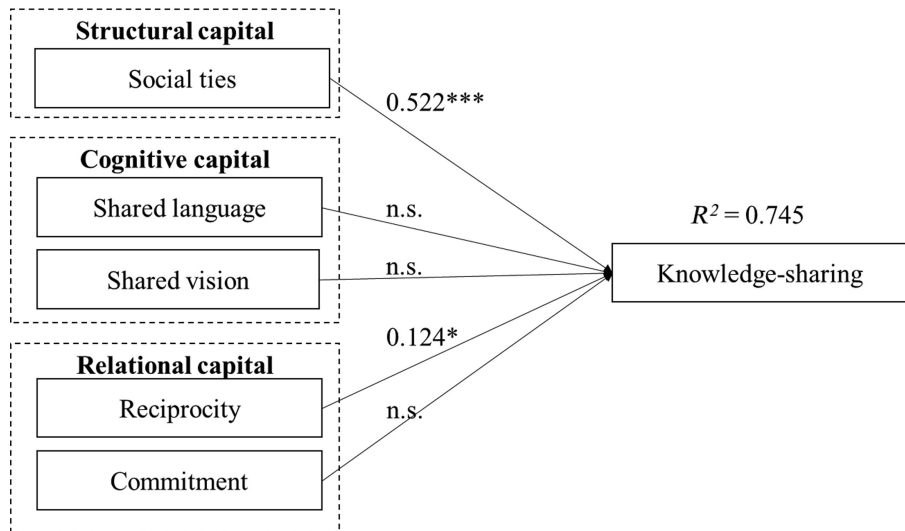 Structural capital
Social ties
0.522***
Cognitive capital
Shared language
n.s.
Shared vision
n.s.
R² = 0.745
Knowledge-sharing
0.124*
Relational capital
Reciprocity
n.s.
Commitment